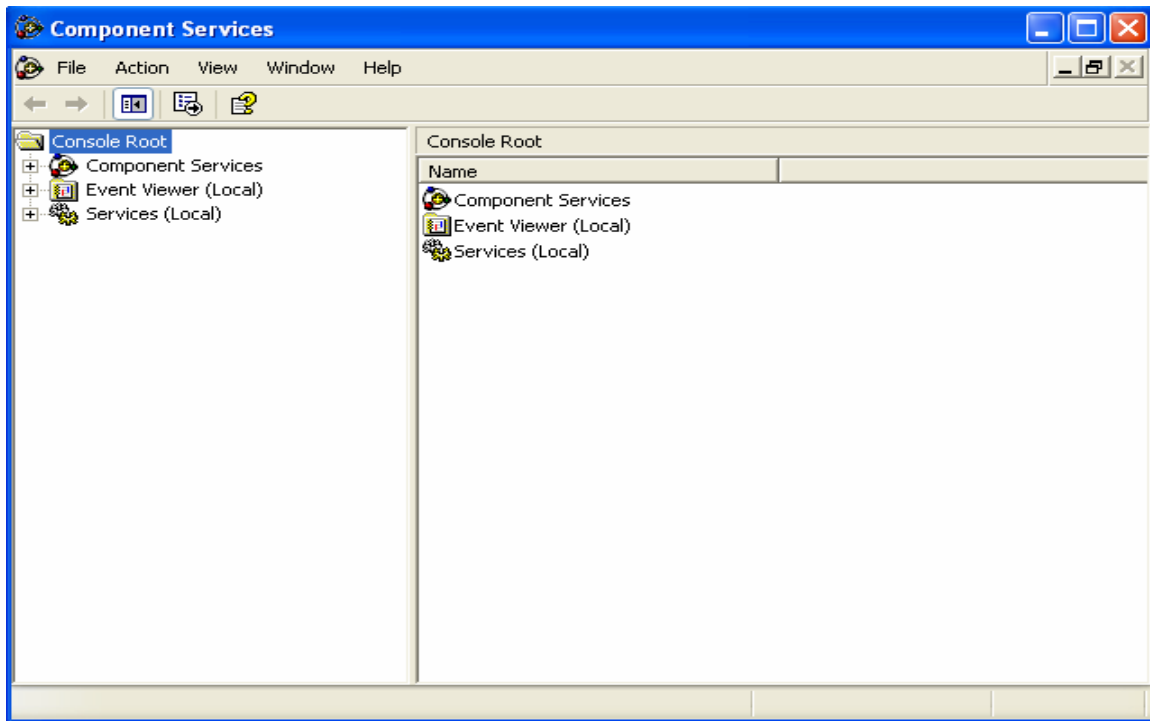 Component Services
File Action View Window Help
Console Root
Component Services
Event Viewer (Local)
Services (Local)
Console Root
Name
Component Services
Event Viewer (Local)
Services (Local)